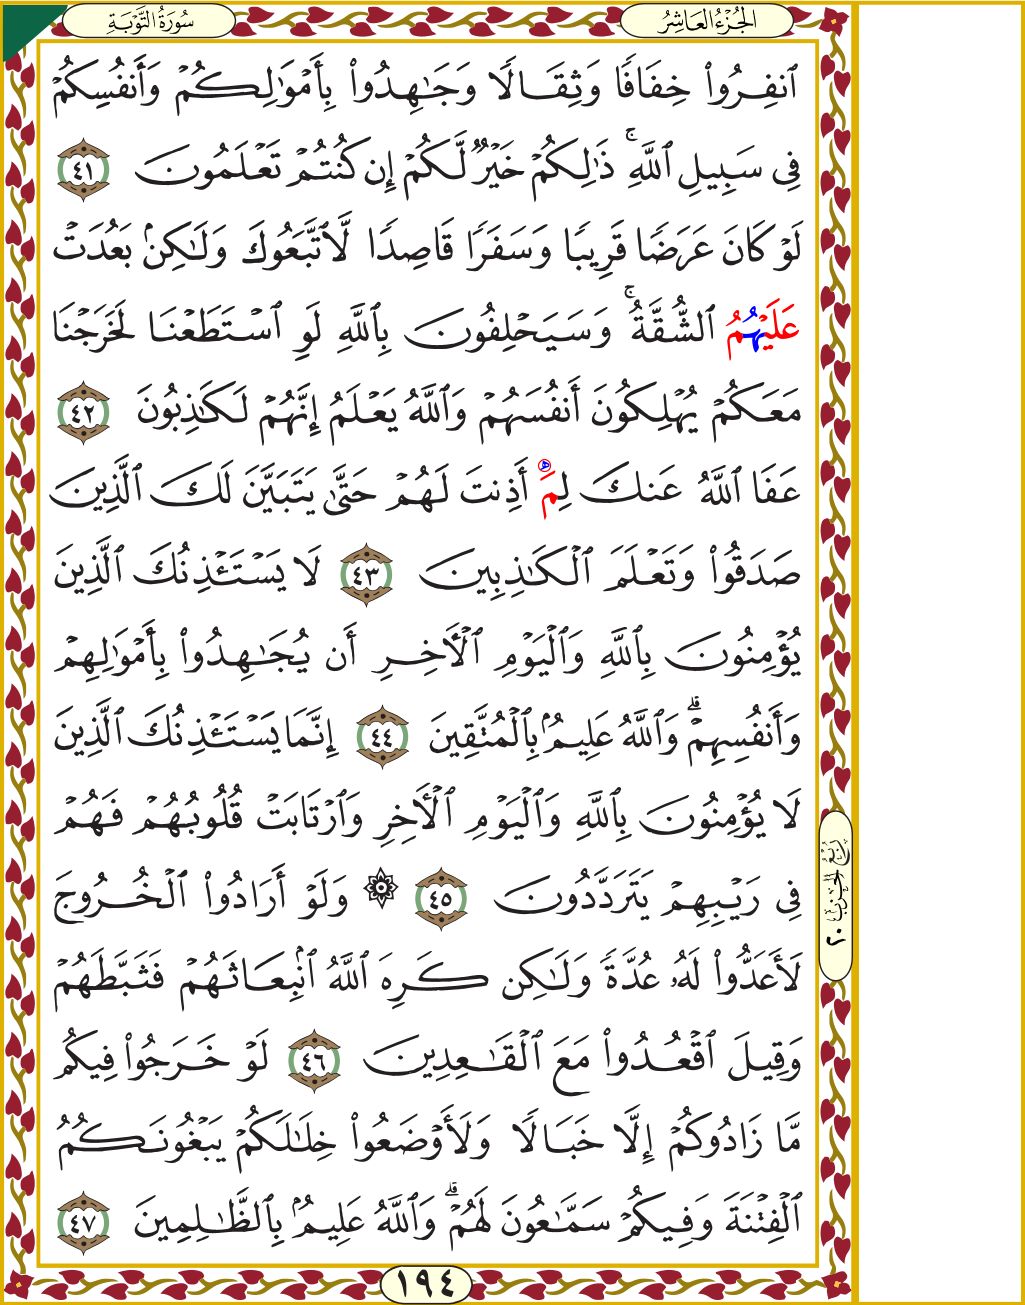 الجُزْءُ العَاشِرُ
سُورَةُ التَّوْبَةِ
ٱنفِرُوا۟ خِفَافًا وَثِقَالًا وَجَٰهِدُوا۟ بِأَمْوَٰلِكُمْ وَأَنفُسِكُمْ
فِى سَبِيلِ ٱللَّهِ ۚ ذَٰلِكُمْ خَيْرٌ لَّكُمْ إِن كُنتُمْ تَعْلَمُونَ ٤١
لَوْ كَانَ عَرَضًا قَرِيبًا وَسَفَرًا قَاصِدًا لَّٱتَّبَعُوكَ وَلَٰكِنۢ بَعُدَتْ
عَلَيْهُمُ ٱلشُّقَّةُ ۚ وَسَيَحْلِفُونَ بِٱللَّهِ لَوِ ٱسْتَطَعْنَا لَخَرَجْنَا
مَعَكُمْ يُهْلِكُونَ أَنفُسَهُمْ وَٱللَّهُ يَعْلَمُ إِنَّهُمْ لَكَٰذِبُونَ ٤٢
عَفَا ٱللَّهُ عَنكَ لِمَ ه أَذِنتَ لَهُمْ حَتَّىٰ يَتَبَيَّنَ لَكَ ٱلَّذِينَ
صَدَقُوا۟ وَتَعْلَمَ ٱلْكَٰذِبِينَ ٤٣ لَا يَسْتَـْٔذِنُكَ ٱلَّذِينَ
يُؤْمِنُونَ بِٱللَّهِ وَٱلْيَوْمِ ٱلْـَٔاخِرِ أَن يُجَٰهِدُوا۟ بِأَمْوَٰلِهِمْ
وَأَنفُسِهِمْ ۗ وَٱللَّهُ عَلِيمٌۢ بِٱلْمُتَّقِينَ ٤٤ إِنَّمَا يَسْتَـْٔذِنُكَ ٱلَّذِينَ
لَا يُؤْمِنُونَ بِٱللَّهِ وَٱلْيَوْمِ ٱلْـَٔاخِرِ وَٱرْتَابَتْ قُلُوبُهُمْ فَهُمْ
فِى رَيْبِهِمْ يَتَرَدَّدُونَ ٤٥ ۞ وَلَوْ أَرَادُوا۟ ٱلْخُرُوجَ
لَأَعَدُّوا۟ لَهُۥ عُدَّةً وَلَٰكِن كَرِهَ ٱللَّهُ ٱنۢبِعَاثَهُمْ فَثَبَّطَهُمْ
وَقِيلَ ٱقْعُدُوا۟ مَعَ ٱلْقَٰعِدِينَ ٤٦ لَوْ خَرَجُوا۟ فِيكُم
مَّا زَادُوكُمْ إِلَّا خَبَالًا وَلَأَوْضَعُوا۟ خِلَٰلَكُمْ يَبْغُونَكُمُ
ٱلْفِتْنَةَ وَفِيكُمْ سَمَّٰعُونَ لَهُمْ ۗ وَٱللَّهُ عَلِيمٌۢ بِٱلظَّٰلِمِينَ ٤٧
رُبْعُ الحِزْبِ ٢٠
١٩٤